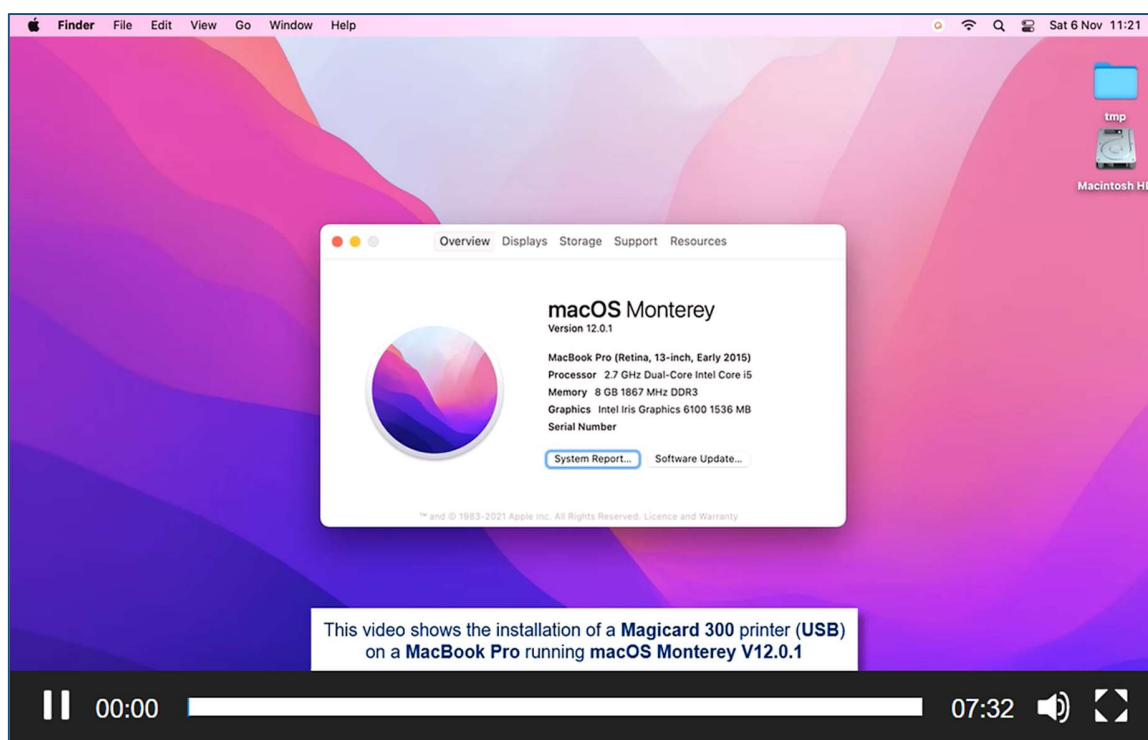 Finder File Edit View Go Window Help Sat 6 Nov 11:21
tmp
Macintosh HD
Overview Displays Storage Support Resources
macOS Monterey
Version 12.0.1
MacBook Pro (Retina, 13-inch, Early 2015)
Processor 2.7 GHz Dual-Core Intel Core i5
Memory 8 GB 1867 MHz DDR3
Graphics Intel Iris Graphics 6100 1536 MB
Serial Number
System Report... Software Update...
™ and © 1983-2021 Apple Inc. All Rights Reserved. Licence and Warranty
This video shows the installation of a Magicard 300 printer (USB)
on a MacBook Pro running macOS Monterey V12.0.1
00:00 07:32